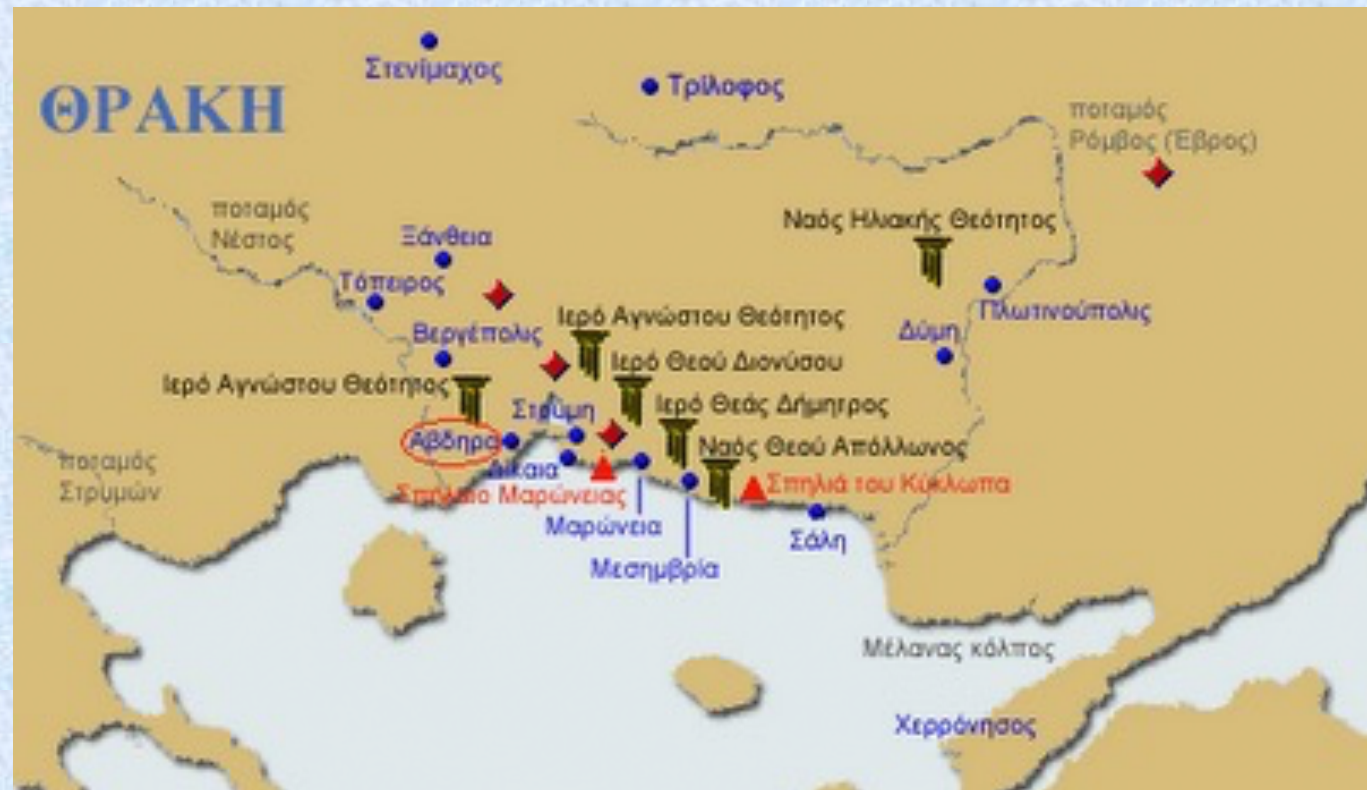 Στενίμαχος
Τρίλοφος
ΘΡΑΚΗ
ποταμός
Ρόμβος (Έβρος)
ποταμός
Νέστος
Ναός Ηλιακής Θεότητος
Ξάνθεια
Τόπειρος
Πλωτινούπολις
Ιερό Αγνώστου Θεότητος
Βεργέπολις
Δύμη
Ιερό Θεού Διονύσου
Ιερό Αγνώστου Θεότητος
Ιερό Θεάς Δήμητρος
Στρύμη
Αβδηρα
Ναός Θεού Απόλλωνος
ποταμός
Στρυμών
Δίκαια
Σπήλαιο Μαρώνειας
Σπηλιά του Κύκλωπα
Μαρώνεια
Σάλη
Μεσημβρία
Μέλανας κόλπος
Χερρόνησος